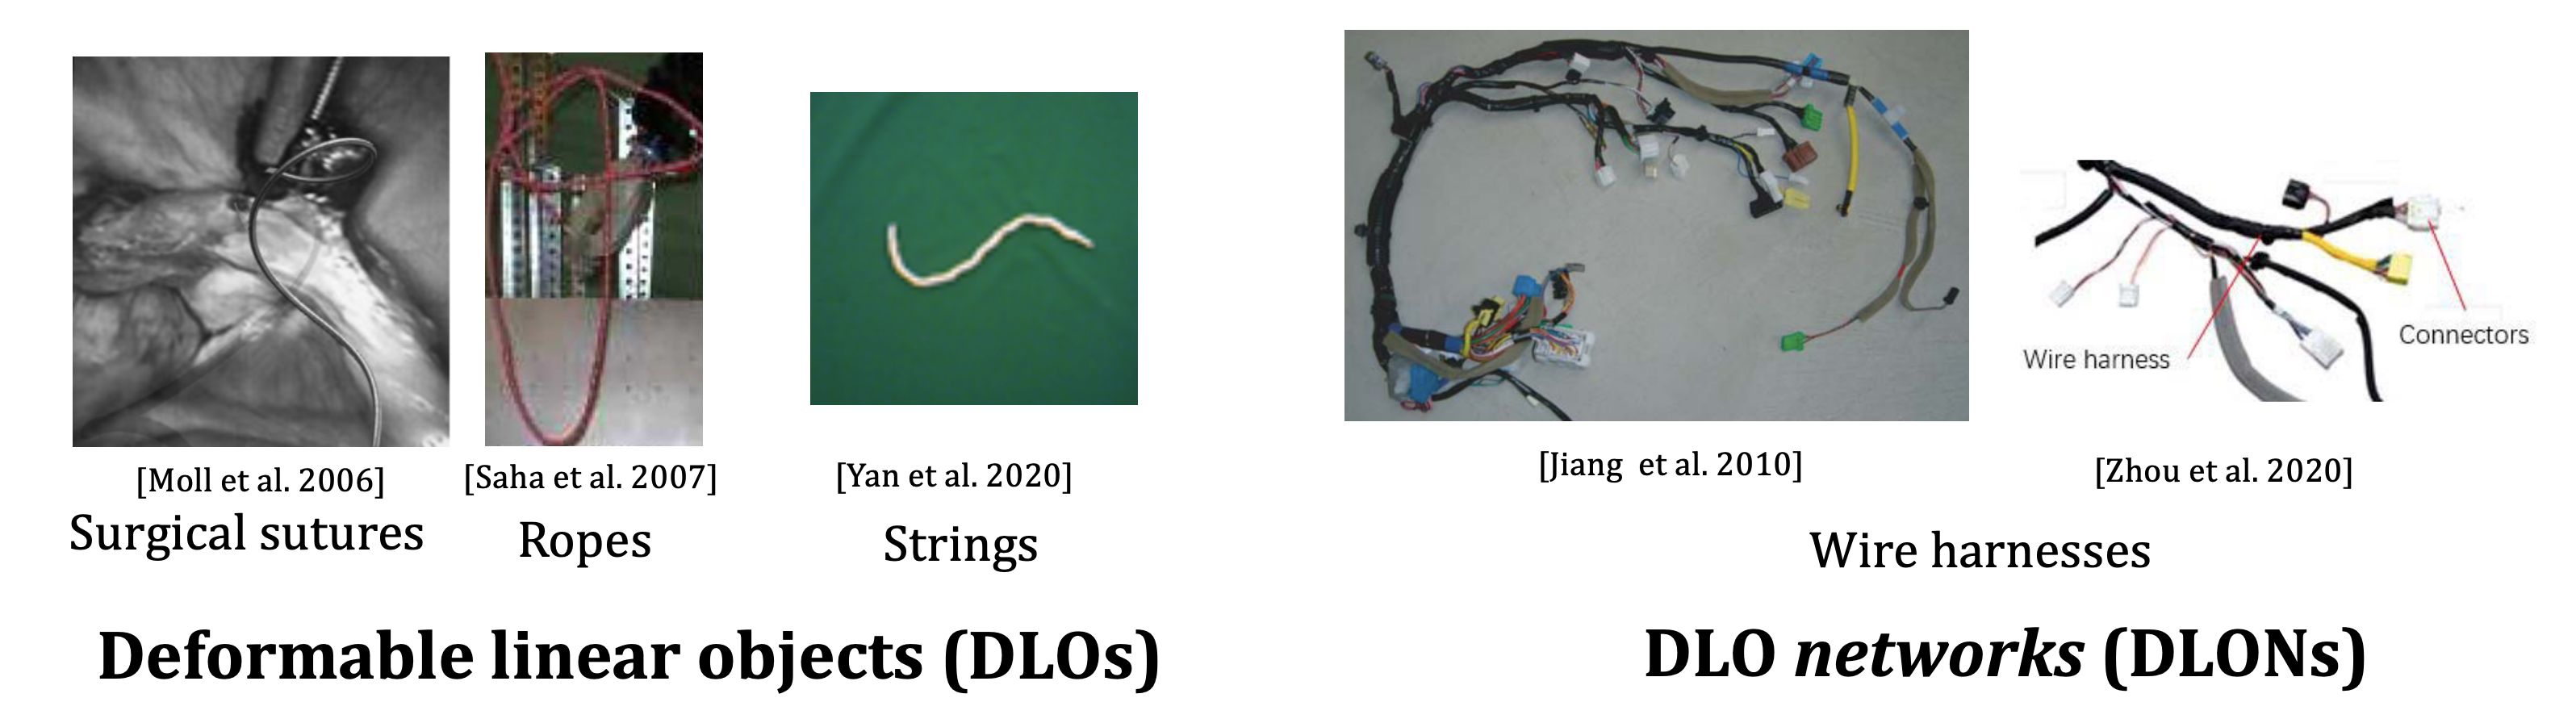 [Moll et al. 2006]
Surgical sutures
[Saha et al. 2007]
Ropes
[Yan et al. 2020]
Strings
Deformable linear objects (DLOs)
Wire harness
Connectors
[Jiang et al. 2010]
[Zhou et al. 2020]
Wire harnesses
DLO networks (DLONs)